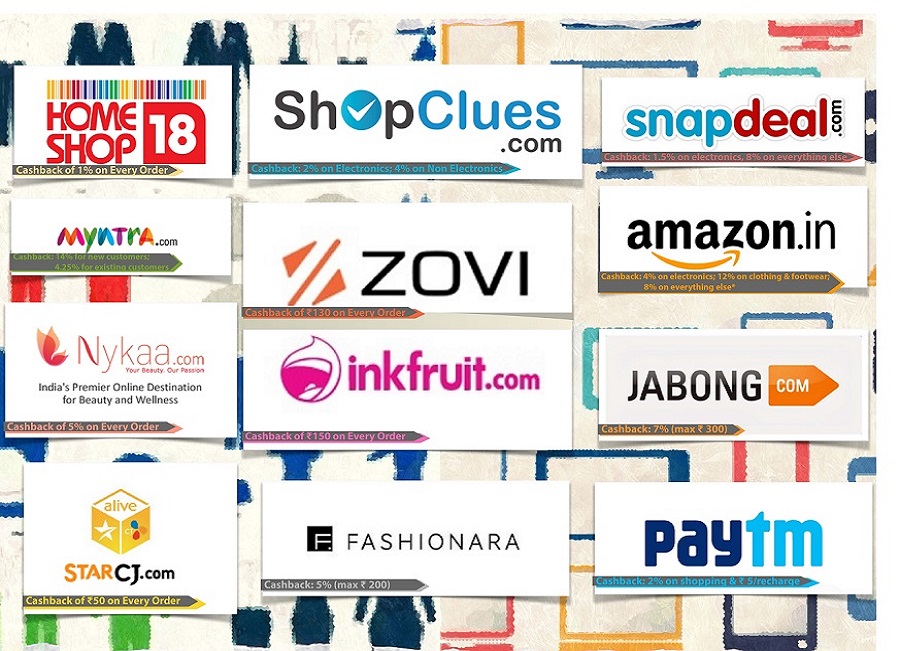 HOME
SHOP 18
Cashback of 1% on Every Order
ShopClues
.com
Cashback: 2% on Electronics; 4% on Non Electronics
snapdeal.com
Cashback: 1.5% on electronics, 8% on everything else
myntra.com
Cashback: 14% for new customers;
4.25% for existing customers
ZOVI
Cashback of ₹130 on Every Order
amazon.in
Cashback: 4% on electronics; 12% on clothing & footwear;
8% on everything else*
Nykaa.com
Your Beauty. Our Passion
India's Premier Online Destination
for Beauty and Wellness
Cashback of 5% on Every Order
inkfruit.com
Cashback of ₹150 on Every Order
JABONG COM
Cashback: 7% (max ₹ 300)
alive
STARCJ.com
Cashback of ₹50 on Every Order
F FASHIONARA
Cashback: 5% (max ₹ 200)
paytm
Cashback: 2% on shopping & ₹ 5/recharge